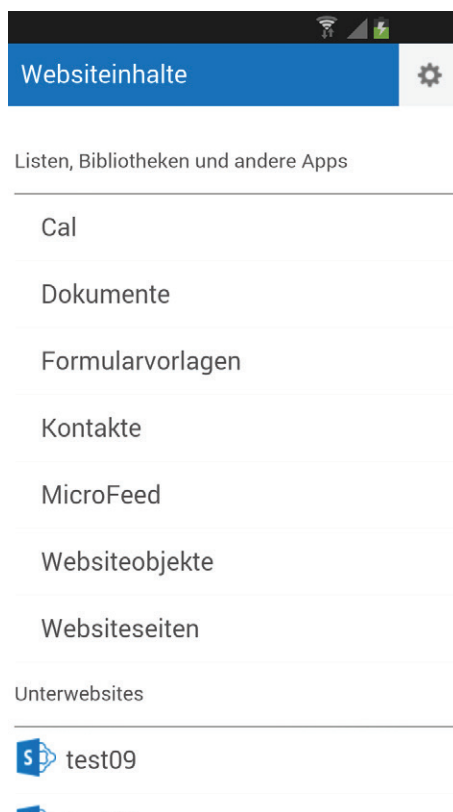 Websiteinhalte
Listen, Bibliotheken und andere Apps
Cal
Dokumente
Formularvorlagen
Kontakte
MicroFeed
Websiteobjekte
Websiteseiten
Unterwebsites
test09